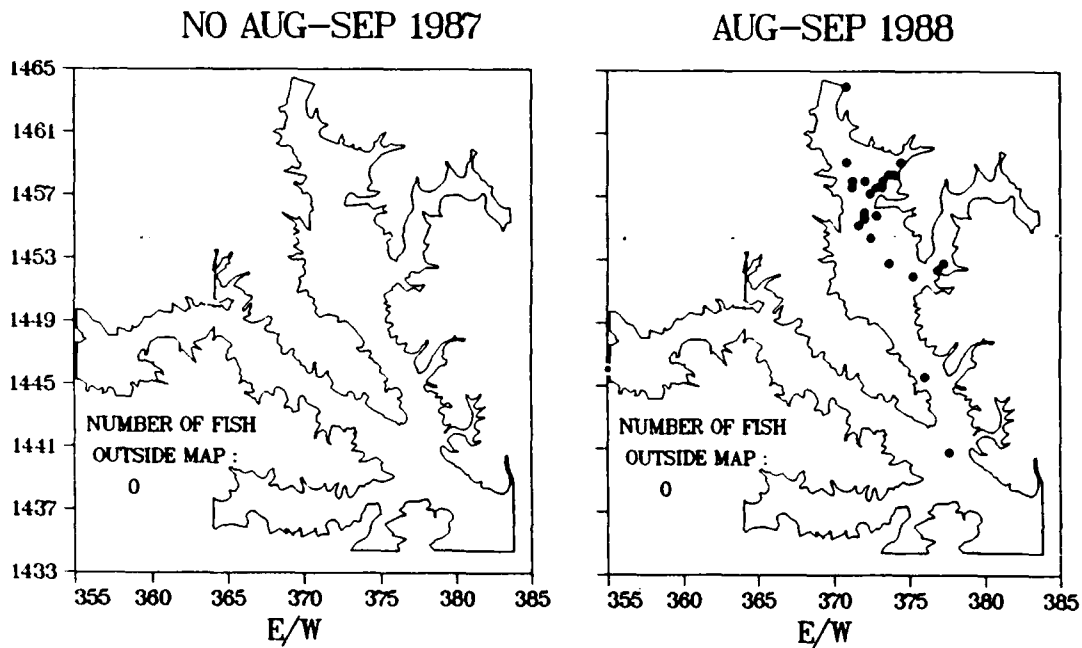 NO AUG-SEP 1987
AUG-SEP 1988
1465
1461
1457
1453
1449
1445
1441
1437
1433
NUMBER OF FISH
OUTSIDE MAP :
0
NUMBER OF FISH
OUTSIDE MAP :
0
355 360 365 370 375 380 385
355 360 365 370 375 380 385
E/W
E/W